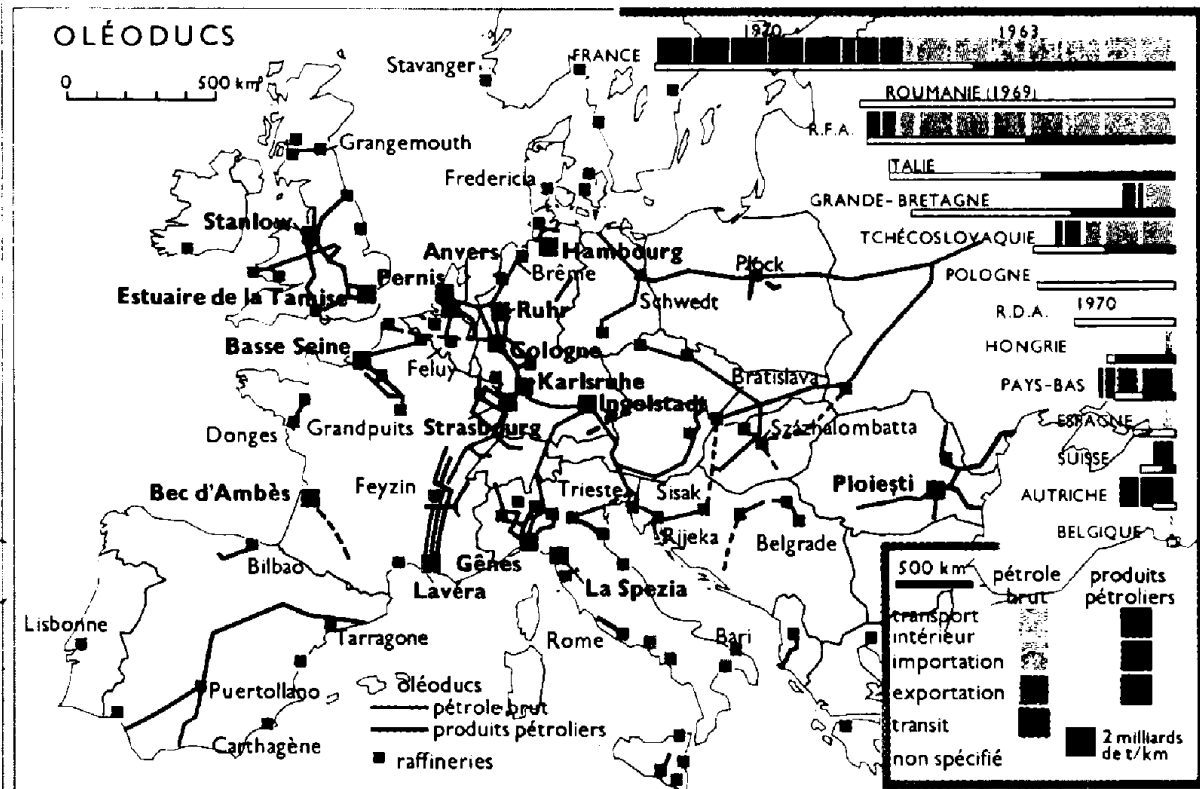 OLÉODUCS
0 500 km
1970 1963
FRANCE
ROUMANIE (1969)
R.F.A.
TALIE
GRANDE-BRETAGNE
TCHÉCOSLOVAQUIE
POLOGNE
R.D.A.
1970
HONGRIE
PAYS-BAS
ESPAGNE
SUISSE
AUTRICHE
BELGIQUE
Stavanger
Grangemouth
Fredericia
Stanlow
Anvers
Hambourg
Brême
Plock
Pernis
Estuaire de la Tamise
Schwedt
Ruhr
Basse Seine
Cologne
Feluy
Karlsruhe
Bratislava
Ingolstadt
Donges
Grandpuits
Strasbourg
Százhalombatta
Bec d'Ambès
Feyzin
Trieste
Sisak
Ploiesti
Rijeka
Belgrade
Bilbao
Gênes
Lavéra
La Spezia
Lisbonne
Tarragone
Rome
Bari
Puertollano
Carthagène
oléoducs
pétrole brut
produits pétroliers
raffineries
500 km
pétrole brut
produits pétroliers
transport intérieur
importation
exportation
transit
non spécifié
2 milliards
de t/km